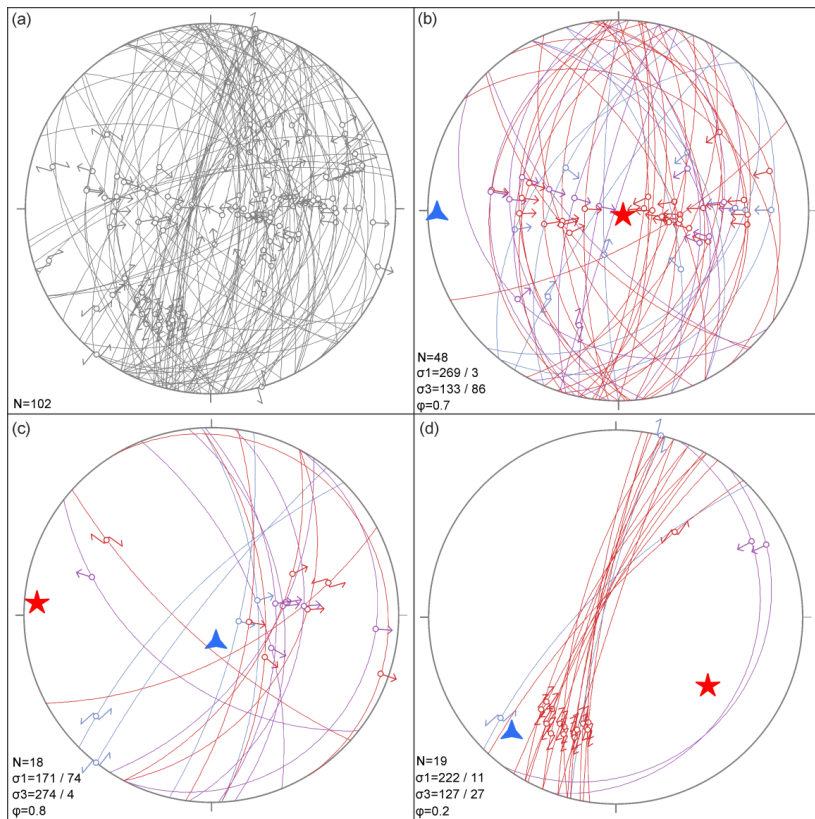 (a)
N=102
(b)
N=48
σ1=269 / 3
σ3=133 / 86
φ=0.7
(c)
N=18
σ1=171 / 74
σ3=274 / 4
φ=0.8
(d)
N=19
σ1=222 / 11
σ3=127 / 27
φ=0.2